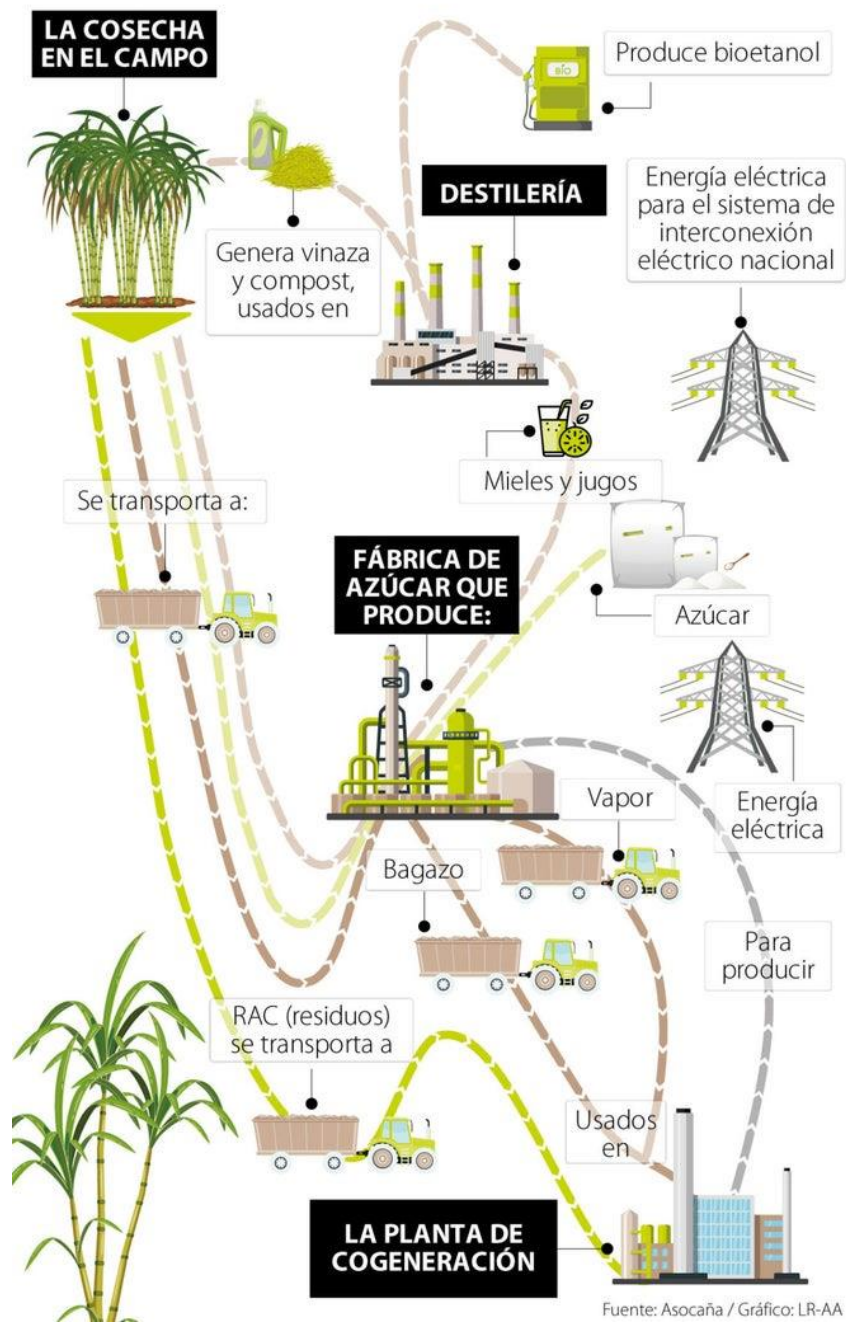 LA COSECHA
EN EL CAMPO
Produce bioetanol
BIO
DESTILERÍA
Energía eléctrica
para el sistema de
interconexión
eléctrico nacional
Genera vinaza
y compost,
usados en
Mieles y jugos
Se transporta a:
FÁBRICA DE
AZÚCAR QUE
PRODUCE:
Azúcar
Vapor
Energía
eléctrica
Bagazo
Para
producir
RAC (residuos)
se transporta a
Usados
en
LA PLANTA DE
COGENERACIÓN
Fuente: Asocaña / Gráfico: LR-AA